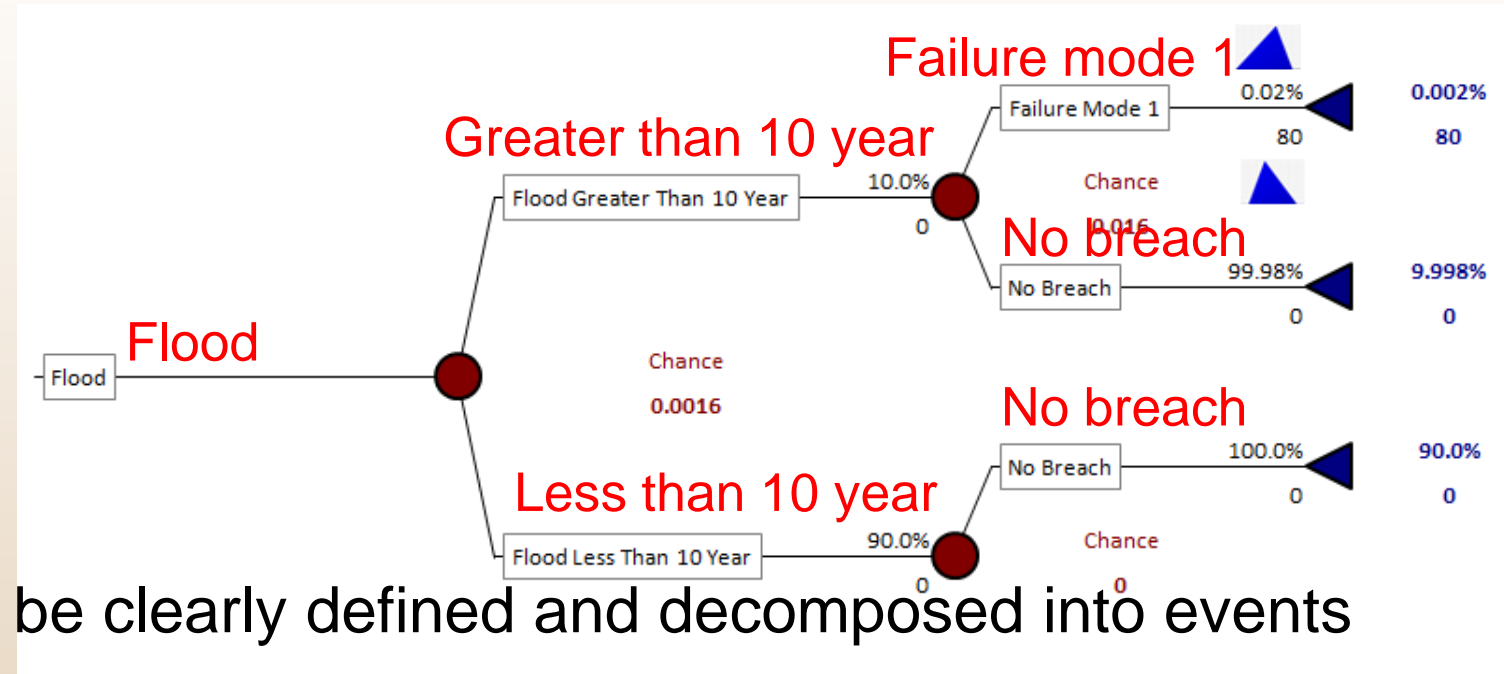 Failure mode 1
0.02%
0.002%
Failure Mode 1
80
80
Greater than 10 year
10.0%
Chance
Flood Greater Than 10 Year
0
0.016
No breach
99.98%
9.998%
No Breach
0
0
Flood
Flood
Chance
0.0016
No breach
100.0%
90.0%
No Breach
0
0
Less than 10 year
90.0%
Chance
Flood Less Than 10 Year
0
0
be clearly defined and decomposed into events